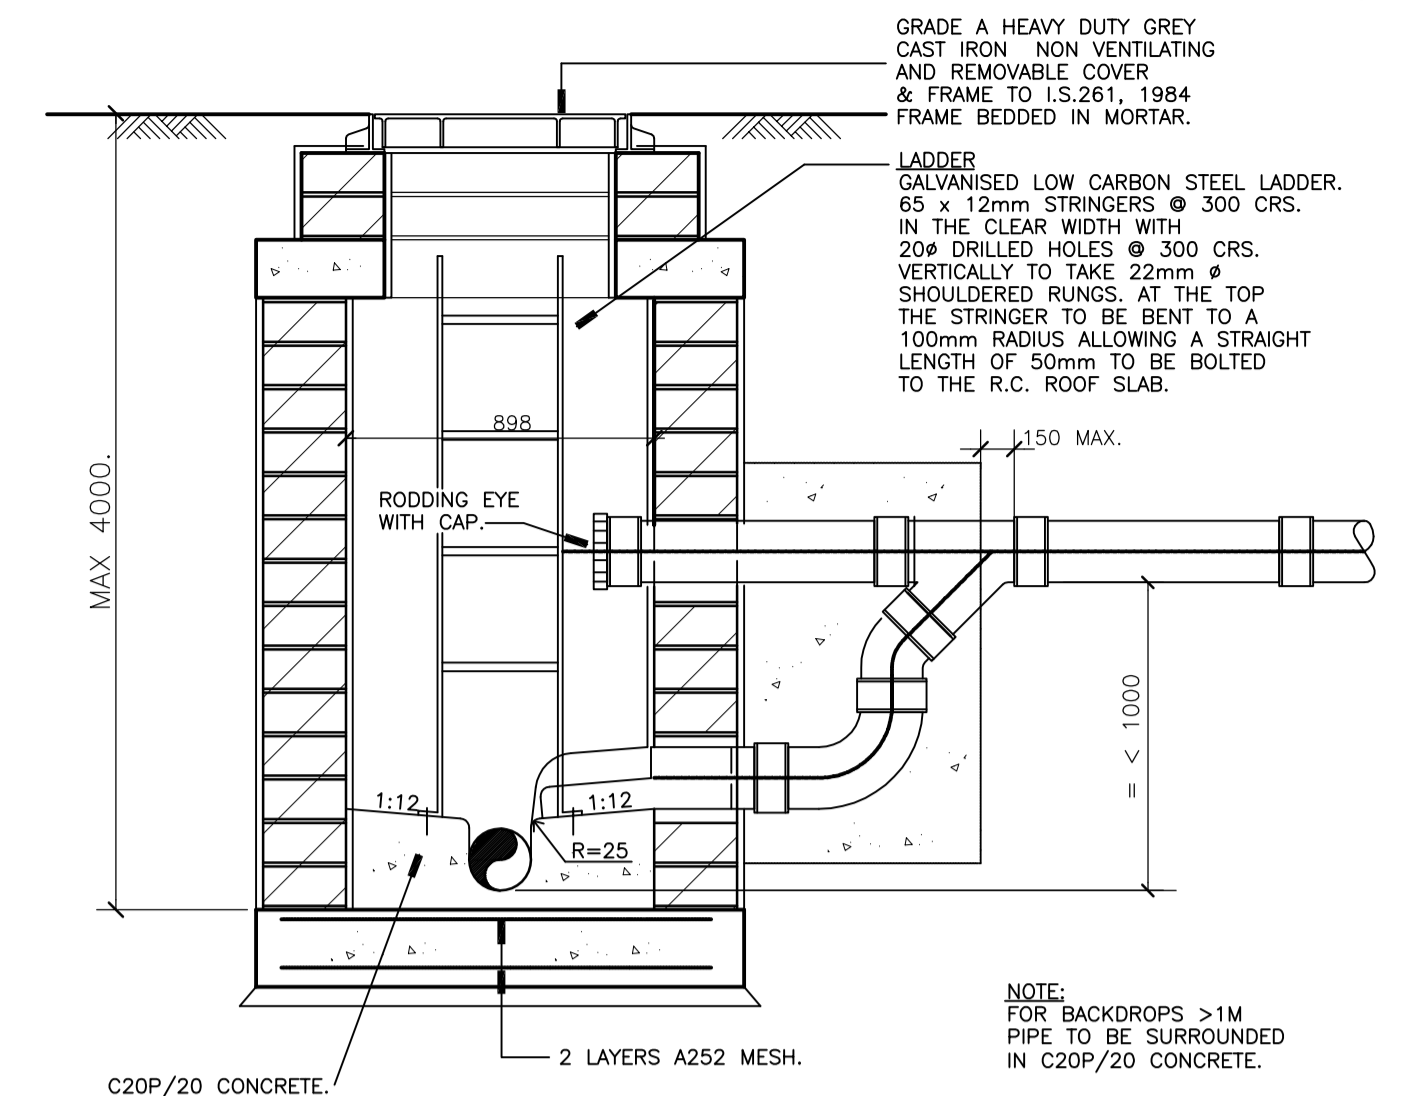 GRADE A HEAVY DUTY GREY
CAST IRON NON VENTILATING
AND REMOVABLE COVER
& FRAME TO I.S.261, 1984
FRAME BEDDED IN MORTAR.
LADDER
GALVANISED LOW CARBON STEEL LADDER.
65 x 12mm STRINGERS @ 300 CRS.
IN THE CLEAR WIDTH WITH
20ø DRILLED HOLES @ 300 CRS.
VERTICALLY TO TAKE 22mm ø
SHOULDERED RUNGS. AT THE TOP
THE STRINGER TO BE BENT TO A
100mm RADIUS ALLOWING A STRAIGHT
LENGTH OF 50mm TO BE BOLTED
TO THE R.C. ROOF SLAB.
898
150 MAX.
MAX 4000.
RODDING EYE
WITH CAP.
= < 1000
1:12
1:12
R=25
NOTE:
FOR BACKDROPS >1M
PIPE TO BE SURROUNDED
IN C20P/20 CONCRETE.
2 LAYERS A252 MESH.
C20P/20 CONCRETE.